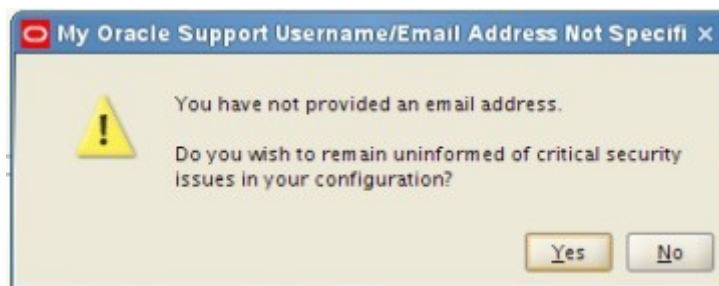 My Oracle Support Username/Email Address Not Specifi
You have not provided an email address.
Do you wish to remain uninformed of critical security
issues in your configuration?
Yes No